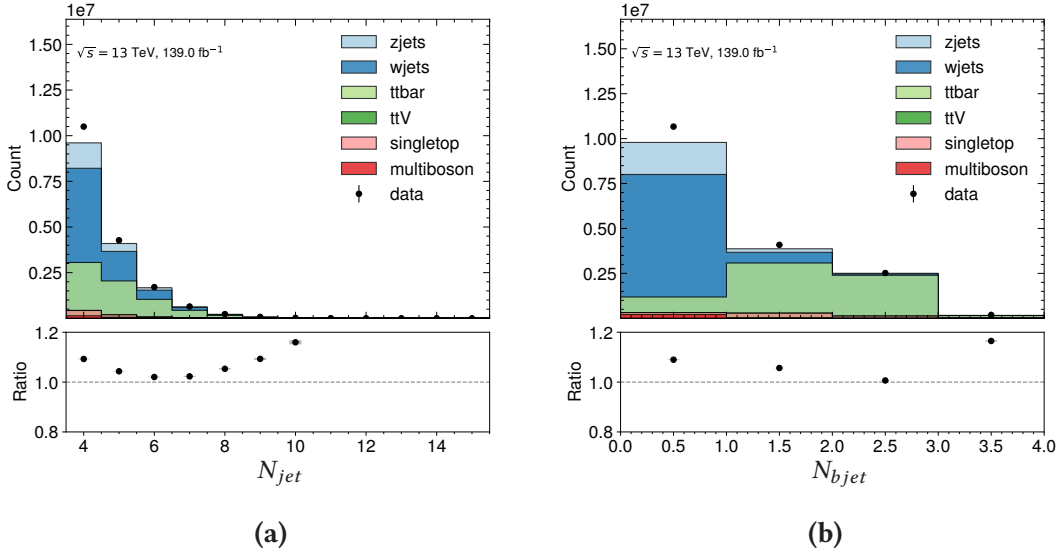 1e7
1.50
1.25
1.00
0.75
0.50
0.25
Count
√s = 13 TeV, 139.0 fb⁻¹
zjets
wjets
ttbar
ttV
singletop
multiboson
data
1.2
1.0
0.8
Ratio
4 6 8 10 12 14
N_jet
(a)
1e7
1.50
1.25
1.00
0.75
0.50
0.25
Count
√s = 13 TeV, 139.0 fb⁻¹
zjets
wjets
ttbar
ttV
singletop
multiboson
data
1.2
1.0
0.8
Ratio
0.0 0.5 1.0 1.5 2.0 2.5 3.0 3.5 4.0
N_bjet
(b)